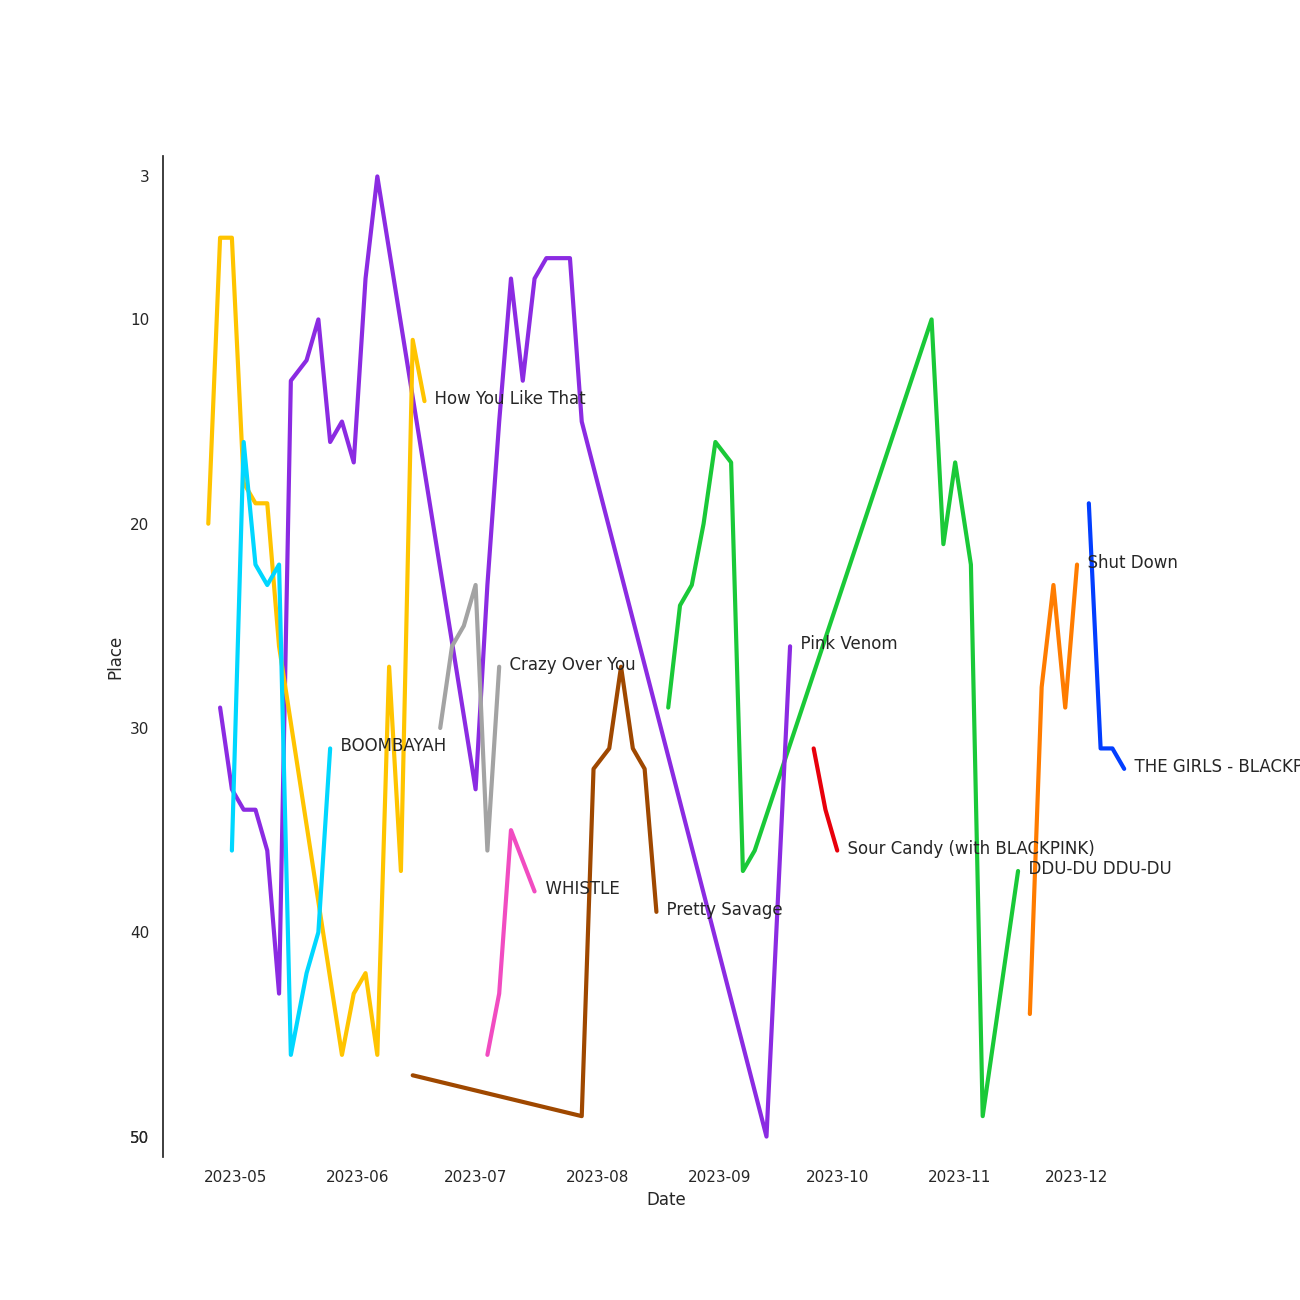 3
10
How You Like That
20
Shut Down
Pink Venom
Crazy Over You
30
BOOMBAYAH
THE GIRLS - BLACKP
Place
Sour Candy (with BLACKPINK)
DDU-DU DDU-DU
WHISTLE
Pretty Savage
40
50
2023-05 2023-06 2023-07 2023-08 2023-09 2023-10 2023-11 2023-12
Date